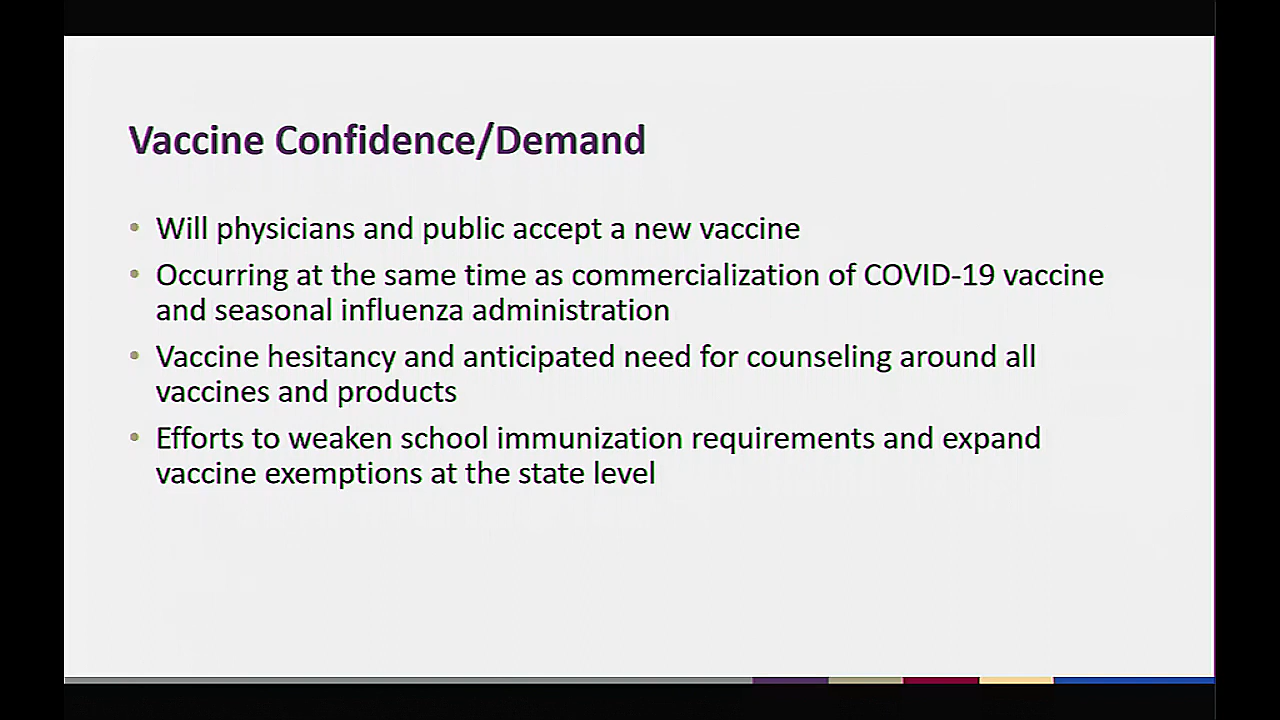 Vaccine Confidence/Demand
• Will physicians and public accept a new vaccine
• Occurring at the same time as commercialization of COVID-19 vaccine
and seasonal influenza administration
• Vaccine hesitancy and anticipated need for counseling around all
vaccines and products
• Efforts to weaken school immunization requirements and expand
vaccine exemptions at the state level